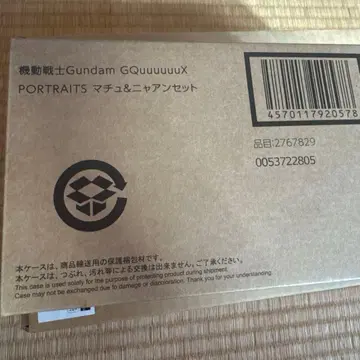 機動戦士Gundam GQuuuuuuX
PORTRAITS マチュ&ニャアンセット
4570117920578
品目:2767829
0053722805
本ケースは、商品輸送用の保護梱包材です。
本ケースは、つぶれ、汚れ等による交換は出来ません。ご了承ください。
This case is used solely for the purpose of protecting product during shipment.
Case may not be exchanged due to damage or discoloration. Thank you for your understanding.